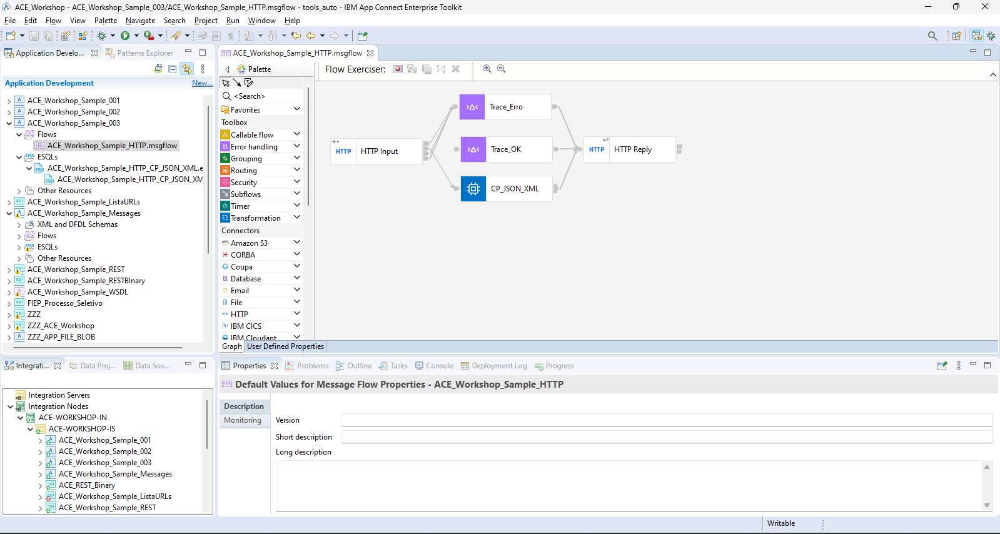 ACE_Workshop - ACE_Workshop_Sample_003/ACE_Workshop_Sample_HTTP.msgflow - tools_auto - IBM App Connect Enterprise Toolkit
File Edit Flow View Palette Navigate Search Project Run Window Help
Application Develo... Patterns Explorer
Application Development New...
ACE_Workshop_Sample_001
ACE_Workshop_Sample_002
ACE_Workshop_Sample_003
Flows
ACE_Workshop_Sample_HTTP.msgflow
ESQLs
ACE_Workshop_Sample_HTTP_CP_JSON_XML.e
ACE_Workshop_Sample_HTTP_CP_JSON_XM
Other Resources
ACE_Workshop_Sample_ListaURLs
ACE_Workshop_Sample_Messages
XML and DFDL Schemas
Flows
ESQLs
Other Resources
ACE_Workshop_Sample_REST
ACE_Workshop_Sample_RESTBInary
ACE_Workshop_Sample_WSDL
FIEP_Processo_Seletivo
ZZZ
ZZZ_ACE_Workshop
ZZZ_APP_FILE_BLOB
ACE_Workshop_Sample_HTTP.msgflow
Palette
<Search>
Favorites
Toolbox
Callable flow
Error handling
Grouping
Routing
Security
Subflows
Timer
Transformation
Connectors
Amazon S3
CORBA
Coupa
Database
Email
File
HTTP
IBM CICS
IBM Cloudant
Flow Exerciser:
Trace_Erro
HTTP HTTP Input
Trace_OK
HTTP HTTP Reply
CP_JSON_XML
Graph User Defined Properties
Integrati... Data Proj... Data Sou...
Integration Servers
Integration Nodes
ACE-WORKSHOP-IN
ACE-WORKSHOP-IS
ACE_Workshop_Sample_001
ACE_Workshop_Sample_002
ACE_Workshop_Sample_003
ACE_Workshop_Sample_Messages
ACE_REST_Binary
ACE_Workshop_Sample_ListaURLs
ACE_Workshop_Sample_REST
Properties Problems Outline Tasks Console Deployment Log Progress
Default Values for Message Flow Properties - ACE_Workshop_Sample_HTTP
Description
Monitoring
Version
Short description
Long description
Writable